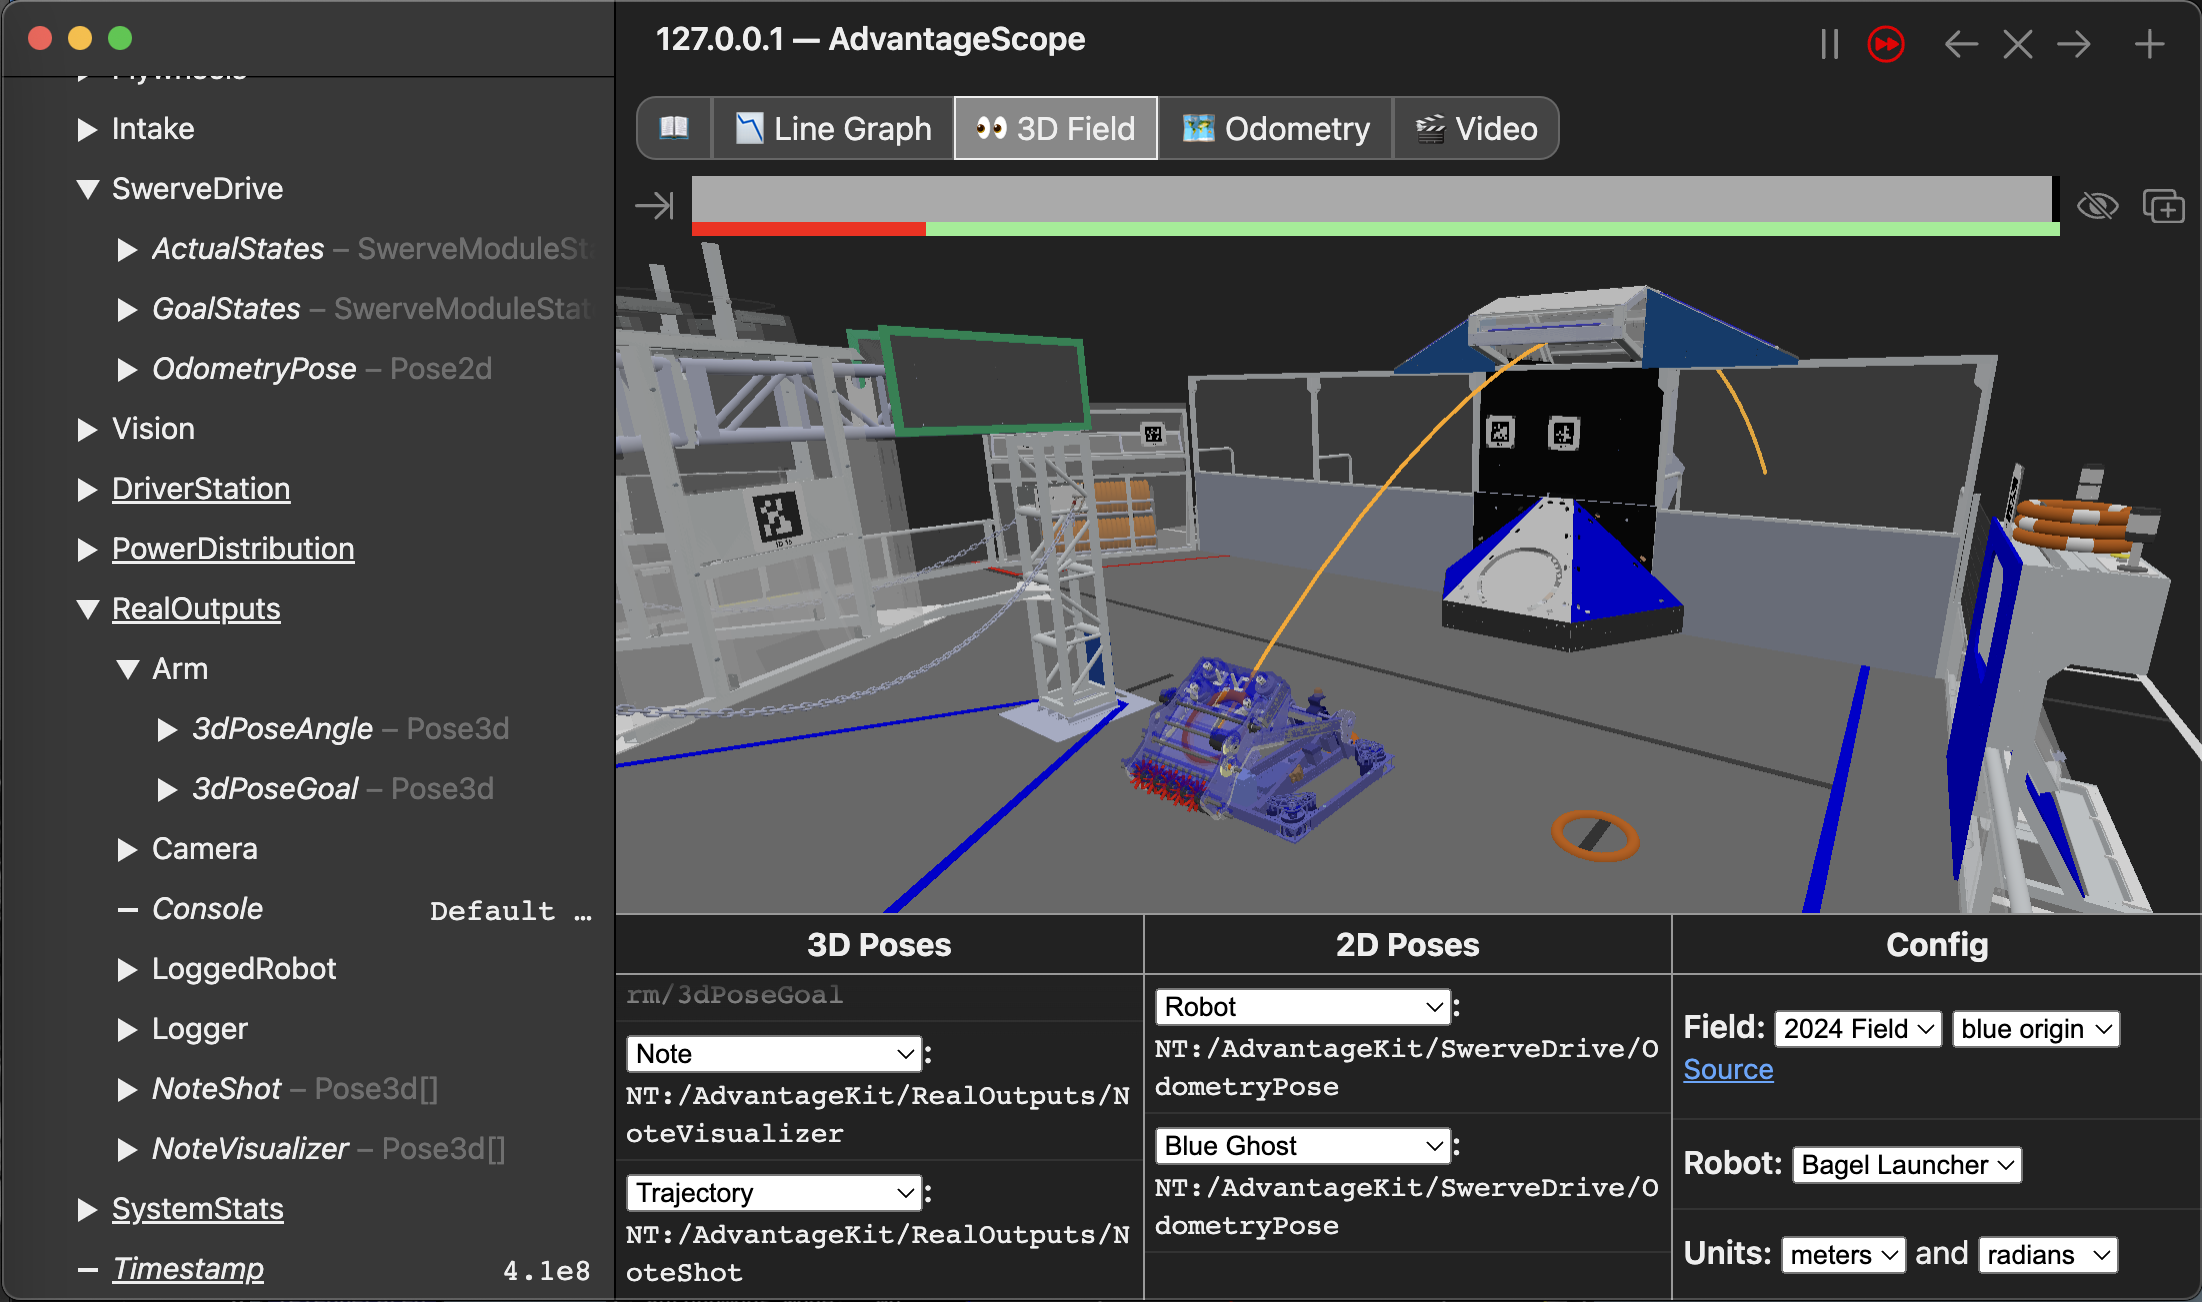 127.0.0.1 — AdvantageScope
Flywheels
Intake
SwerveDrive
ActualStates – SwerveModuleSt
GoalStates – SwerveModuleStat
OdometryPose – Pose2d
Vision
DriverStation
PowerDistribution
RealOutputs
Arm
3dPoseAngle – Pose3d
3dPoseGoal – Pose3d
Camera
Console Default …
LoggedRobot
Logger
NoteShot – Pose3d[]
NoteVisualizer – Pose3d[]
SystemStats
Timestamp 4.1e8
Line Graph
3D Field
Odometry
Video
3D Poses
rm/3dPoseGoal
Note :
NT:/AdvantageKit/RealOutputs/N
oteVisualizer
Trajectory :
NT:/AdvantageKit/RealOutputs/N
oteShot
2D Poses
Robot :
NT:/AdvantageKit/SwerveDrive/O
dometryPose
Blue Ghost :
NT:/AdvantageKit/SwerveDrive/O
dometryPose
Config
Field: 2024 Field blue origin
Source
Robot: Bagel Launcher
Units: meters and radians